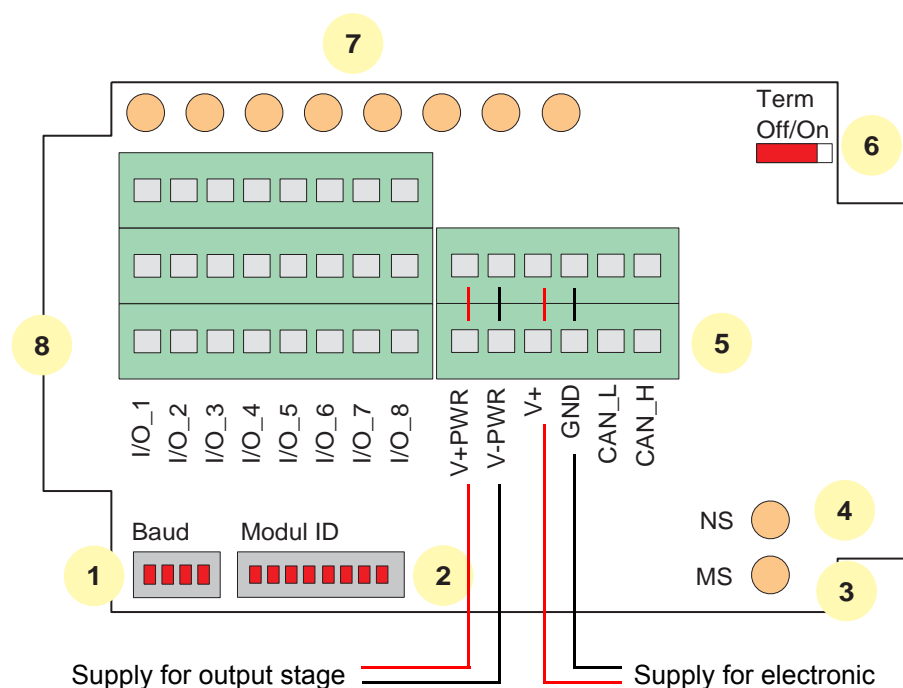 7
Term
Off/On
6
8
5
I/O_1
I/O_2
I/O_3
I/O_4
I/O_5
I/O_6
I/O_7
I/O_8
V+PWR
V-PWR
V+
GND
CAN_L
CAN_H
Baud
Modul ID
NS
4
1
2
MS
3
Supply for output stage
Supply for electronic